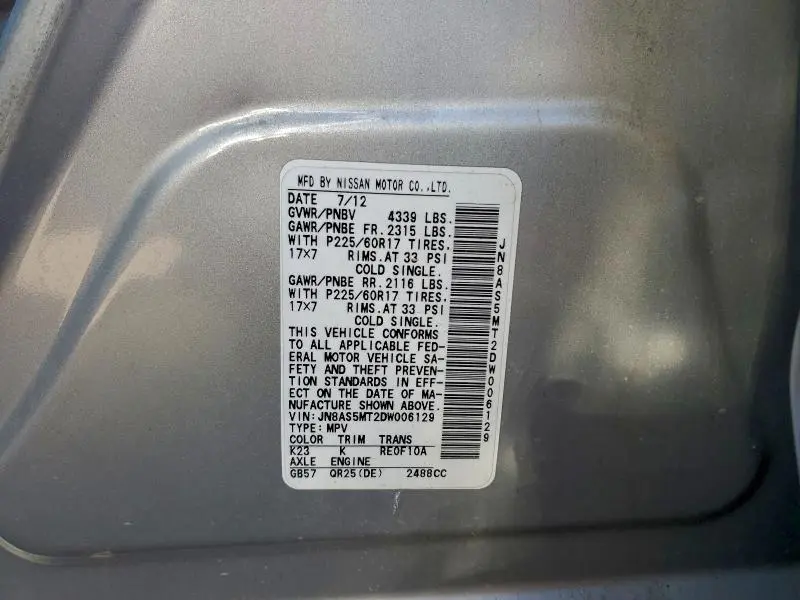 MFD BY NISSAN MOTOR CO.,LTD.
DATE 7/12
GVWR/PNBV 4339 LBS.
GAWR/PNBE FR. 2315 LBS.
WITH P225/60R17 TIRES.
17X7 RIMS.AT 33 PSI
COLD SINGLE.
GAWR/PNBE RR. 2116 LBS.
WITH P225/60R17 TIRES.
17X7 RIMS.AT 33 PSI
COLD SINGLE.
THIS VEHICLE CONFORMS
TO ALL APPLICABLE FED-
ERAL MOTOR VEHICLE SA-
FETY AND THEFT PREVEN-
TION STANDARDS IN EFF-
ECT ON THE DATE OF MA-
NUFACTURE SHOWN ABOVE.
VIN:JN8AS5MT2DW006129
TYPE:MPV
COLOR TRIM TRANS
K23 K RE0F10A
AXLE ENGINE
GB57 QR25(DE) 2488CC
JN8AS5MT2DW006129